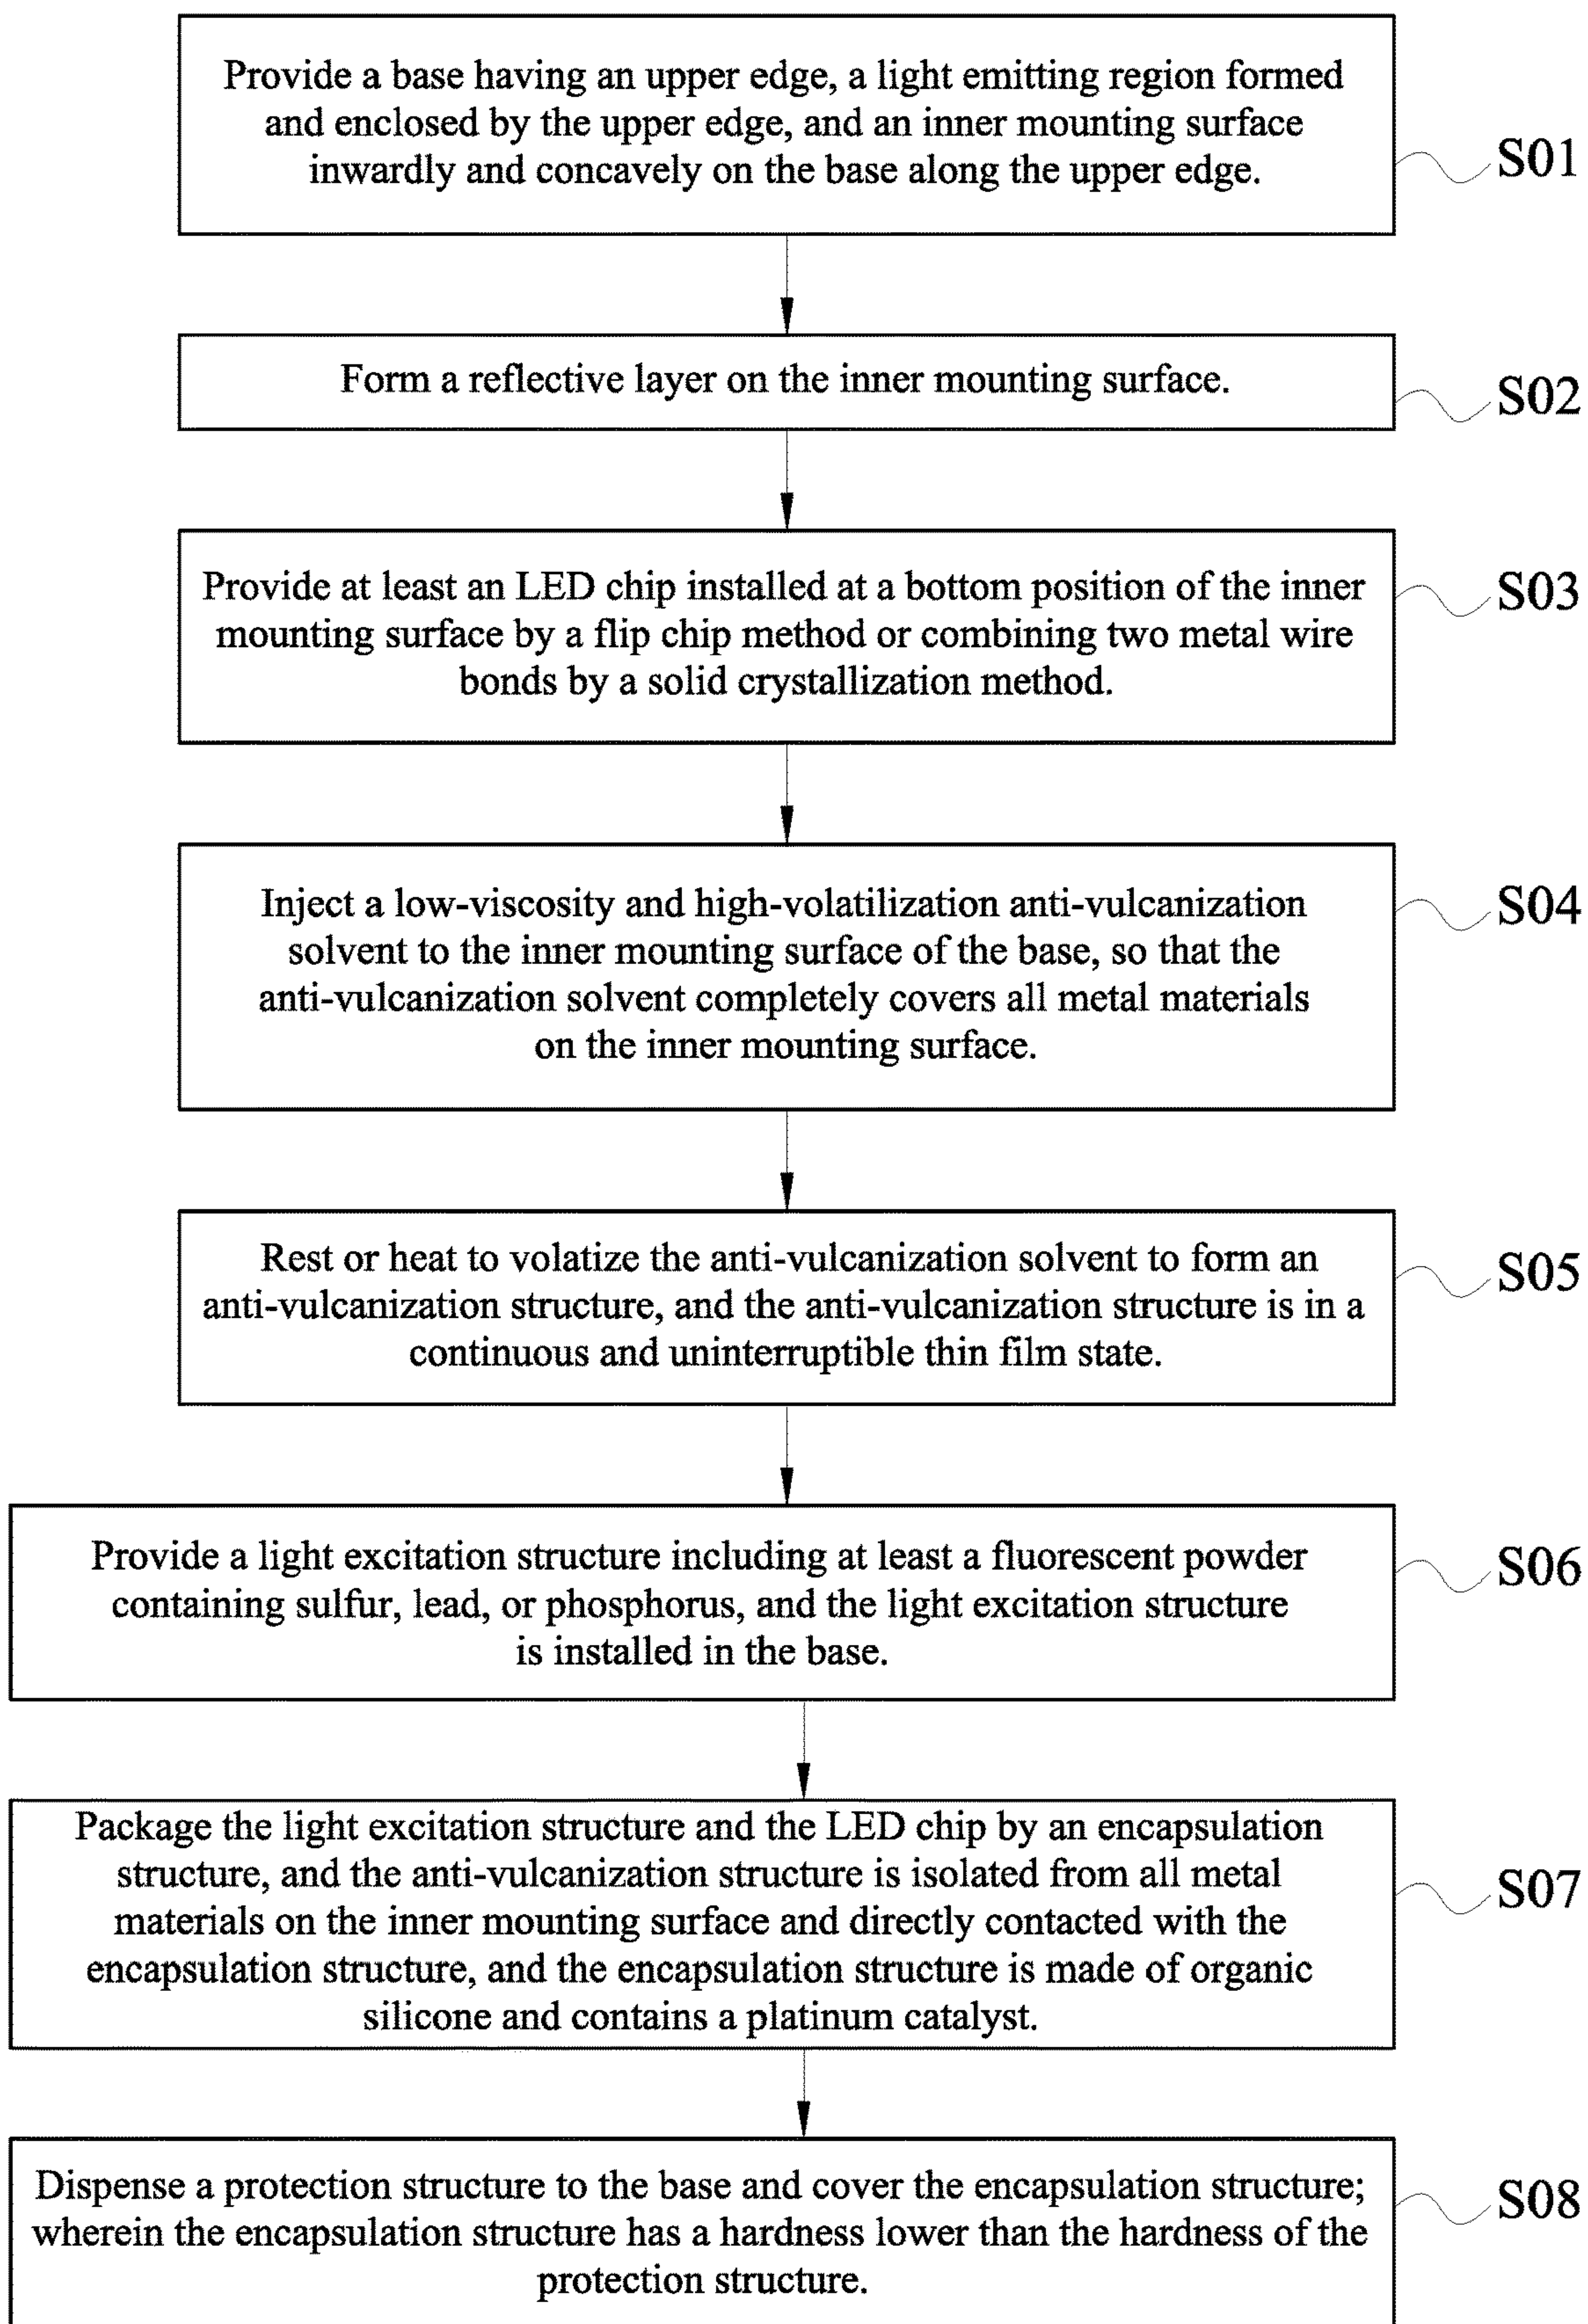 Provide a base having an upper edge, a light emitting region formed
and enclosed by the upper edge, and an inner mounting surface
inwardly and concavely on the base along the upper edge.
S01
Form a reflective layer on the inner mounting surface.
S02
Provide at least an LED chip installed at a bottom position of the inner
mounting surface by a flip chip method or combining two metal wire
bonds by a solid crystallization method.
S03
Inject a low-viscosity and high-volatilization anti-vulcanization
solvent to the inner mounting surface of the base, so that the
anti-vulcanization solvent completely covers all metal materials
on the inner mounting surface.
S04
Rest or heat to volatize the anti-vulcanization solvent to form an
anti-vulcanization structure, and the anti-vulcanization structure is in a
continuous and uninterruptible thin film state.
S05
Provide a light excitation structure including at least a fluorescent powder
containing sulfur, lead, or phosphorus, and the light excitation structure
is installed in the base.
S06
Package the light excitation structure and the LED chip by an encapsulation
structure, and the anti-vulcanization structure is isolated from all metal
materials on the inner mounting surface and directly contacted with the
encapsulation structure, and the encapsulation structure is made of organic
silicone and contains a platinum catalyst.
S07
Dispense a protection structure to the base and cover the encapsulation structure;
wherein the encapsulation structure has a hardness lower than the hardness of the
protection structure.
S08